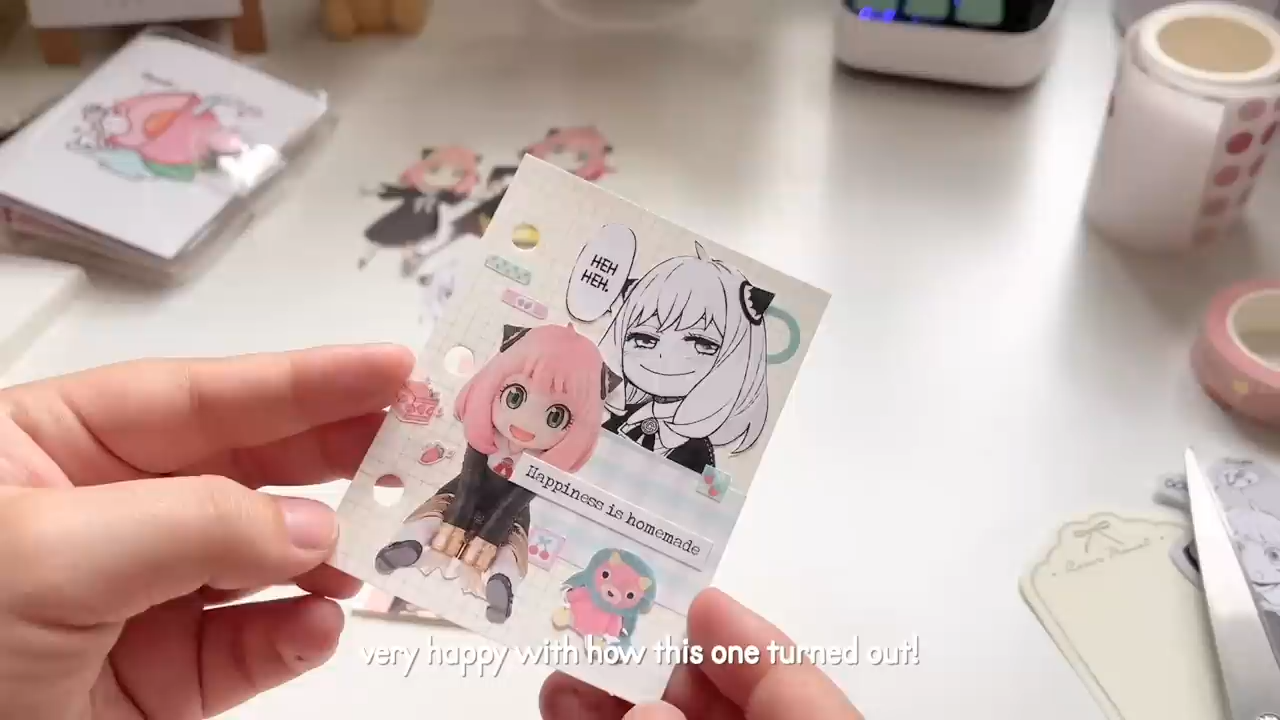 HEH
HEH.
Happiness is homemade
very happy with how this one turned out!